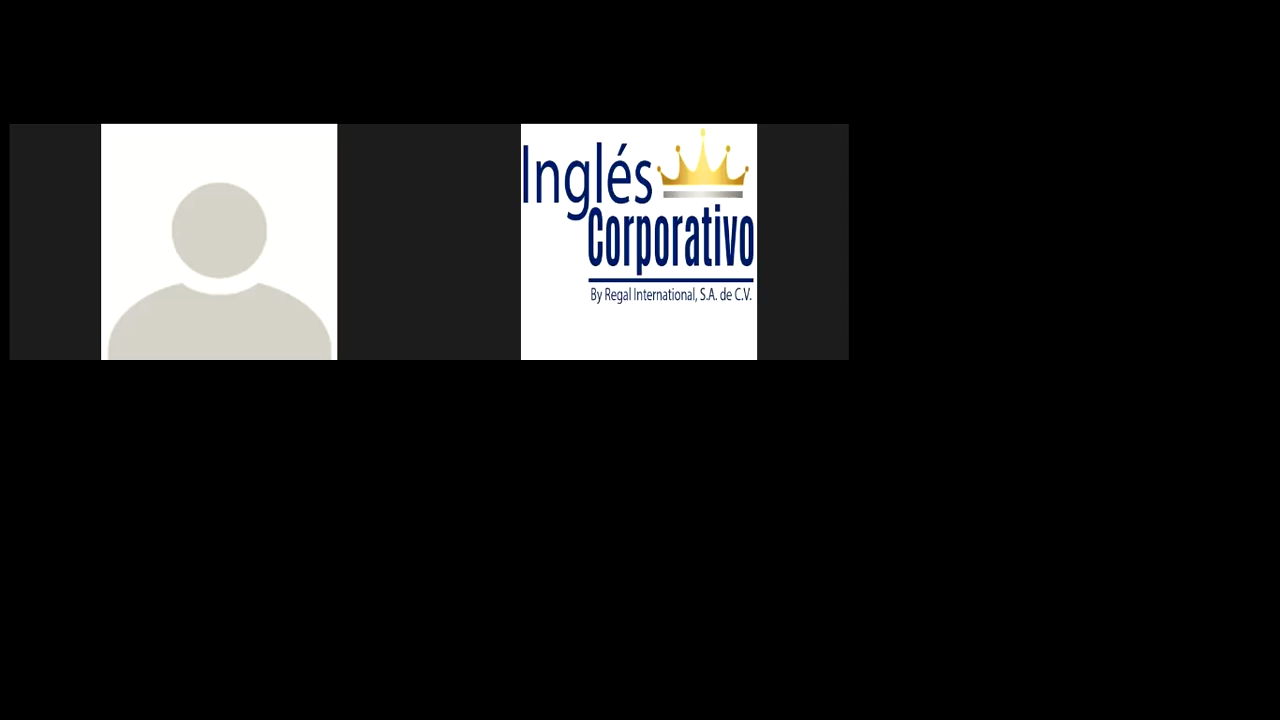 Inglés
Corporativo
By Regal International, S.A. de C.V.